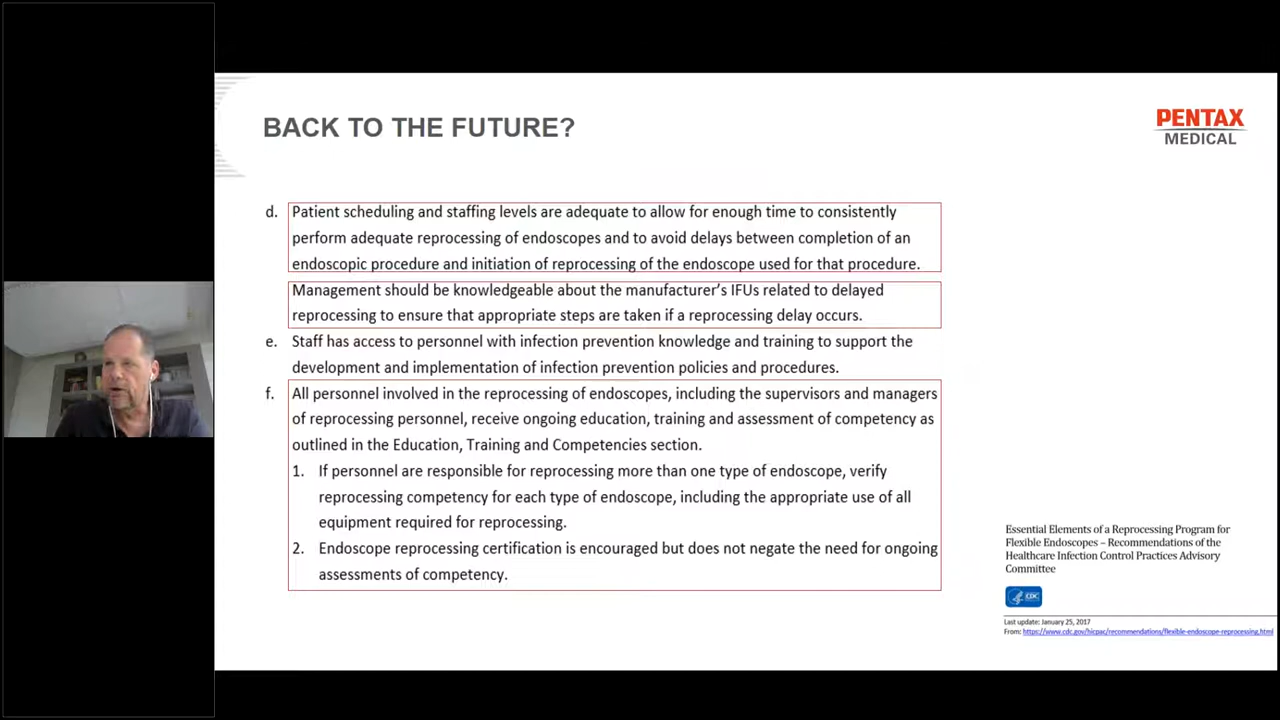 BACK TO THE FUTURE?
PENTAX
MEDICAL
d. Patient scheduling and staffing levels are adequate to allow for enough time to consistently
perform adequate reprocessing of endoscopes and to avoid delays between completion of an
endoscopic procedure and initiation of reprocessing of the endoscope used for that procedure.
Management should be knowledgeable about the manufacturer's IFUs related to delayed
reprocessing to ensure that appropriate steps are taken if a reprocessing delay occurs.
e. Staff has access to personnel with infection prevention knowledge and training to support the
development and implementation of infection prevention policies and procedures.
f. All personnel involved in the reprocessing of endoscopes, including the supervisors and managers
of reprocessing personnel, receive ongoing education, training and assessment of competency as
outlined in the Education, Training and Competencies section.
1. If personnel are responsible for reprocessing more than one type of endoscope, verify
reprocessing competency for each type of endoscope, including the appropriate use of all
equipment required for reprocessing.
2. Endoscope reprocessing certification is encouraged but does not negate the need for ongoing
assessments of competency.
Essential Elements of a Reprocessing Program for
Flexible Endoscopes – Recommendations of the
Healthcare Infection Control Practices Advisory
Committee
CDC
Last update: January 25, 2017
From: https://www.cdc.gov/hicpac/recommendations/flexible-endoscope-reprocessing.html